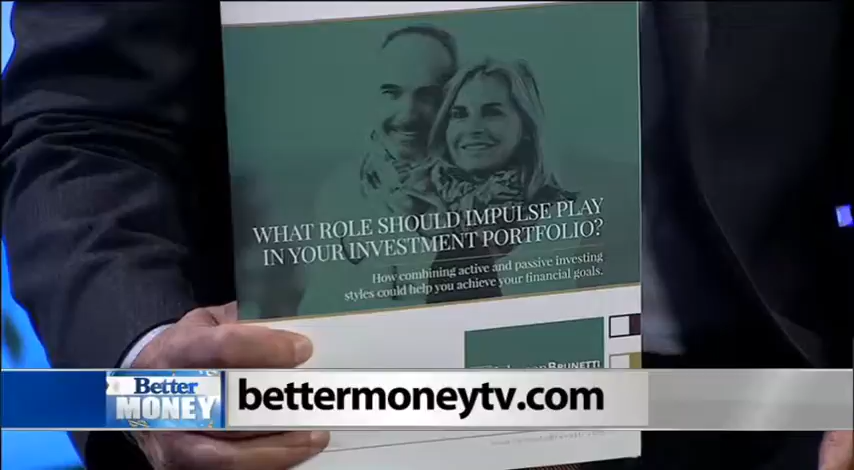 WHAT ROLE SHOULD IMPULSE PLAY
IN YOUR INVESTMENT PORTFOLIO?
How combining active and passive investing
styles could help you achieve your financial goals.
BRUNETTI
Better
MONEY
bettermoneytv.com